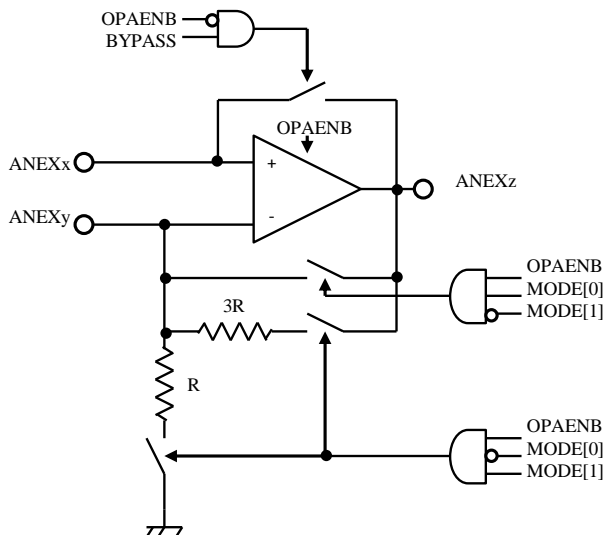 OPAENB
BYPASS
OPAENB
ANEXx
+
ANEXz
ANEXy
-
OPAENB
MODE[0]
MODE[1]
3R
R
OPAENB
MODE[0]
MODE[1]